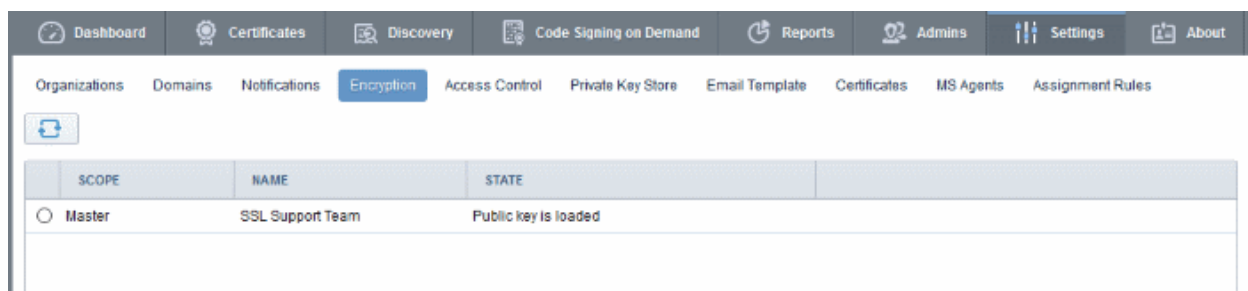 Dashboard Certificates Discovery Code Signing on Demand Reports Admins Settings About
Organizations Domains Notifications Encryption Access Control Private Key Store Email Template Certificates MS Agents Assignment Rules
SCOPE NAME STATE
Master SSL Support Team Public key is loaded